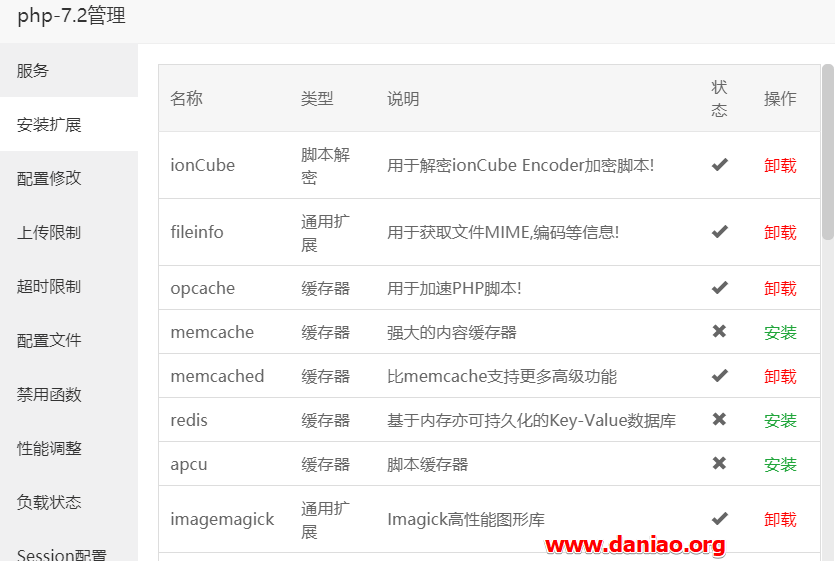 php-7.2管理
服务
安装扩展
配置修改
上传限制
超时限制
配置文件
禁用函数
性能调整
负载状态
Session配置
名称 类型 说明 状态 操作
ionCube 脚本解密 用于解密ionCube Encoder加密脚本! ✔ 卸载
fileinfo 通用扩展 用于获取文件MIME,编码等信息! ✔ 卸载
opcache 缓存器 用于加速PHP脚本! ✔ 卸载
memcache 缓存器 强大的内容缓存器 ✖ 安装
memcached 缓存器 比memcache支持更多高级功能 ✔ 卸载
redis 缓存器 基于内存亦可持久化的Key-Value数据库 ✖ 安装
apcu 缓存器 脚本缓存器 ✖ 安装
imagemagick 通用扩展 Imagick高性能图形库 ✔ 卸载
www.daniao.org